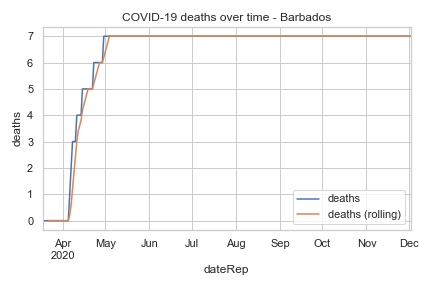 COVID-19 deaths over time - Barbados
deaths
7
6
5
4
3
2
1
0
deaths
deaths (rolling)
Apr May Jun Jul Aug Sep Oct Nov Dec
2020
dateRep